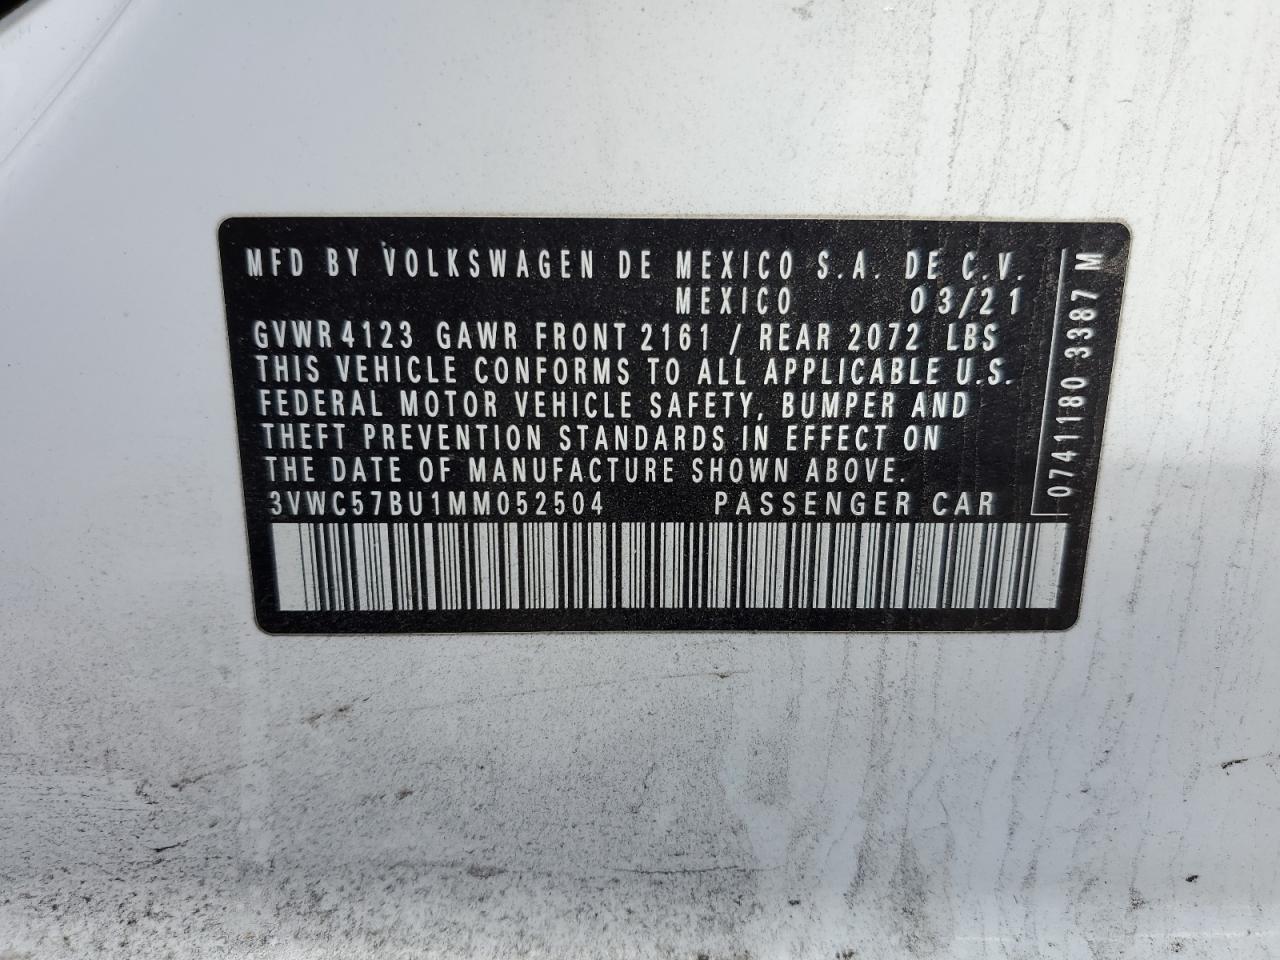 MFD BY VOLKSWAGEN DE MEXICO S.A. DE C.V.
MEXICO 03/21
GVWR 4123 GAWR FRONT 2161 / REAR 2072 LBS
THIS VEHICLE CONFORMS TO ALL APPLICABLE U.S.
FEDERAL MOTOR VEHICLE SAFETY, BUMPER AND
THEFT PREVENTION STANDARDS IN EFFECT ON
THE DATE OF MANUFACTURE SHOWN ABOVE.
3VWC57BU1MM052504 PASSENGER CAR
0741180 3387 M